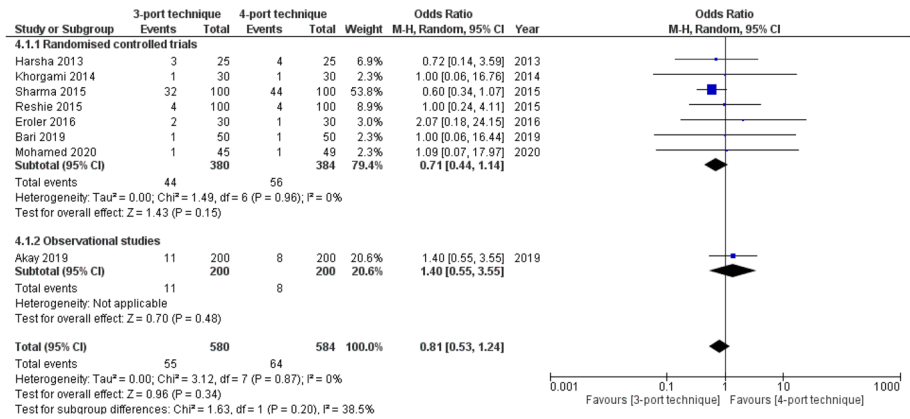 3-port technique 4-port technique Odds Ratio Odds Ratio
Study or Subgroup Events Total Events Total Weight M-H, Random, 95% CI Year M-H, Random, 95% CI
4.1.1 Randomised controlled trials
Harsha 2013 3 25 4 25 6.9% 0.72 [0.14, 3.59] 2013
Khorgami 2014 1 30 1 30 2.3% 1.00 [0.06, 16.76] 2014
Sharma 2015 32 100 44 100 53.8% 0.60 [0.34, 1.07] 2015
Reshie 2015 4 100 4 100 8.9% 1.00 [0.24, 4.11] 2015
Eroler 2016 2 30 1 30 3.0% 2.07 [0.18, 24.15] 2016
Bari 2019 1 50 1 50 2.3% 1.00 [0.06, 16.44] 2019
Mohamed 2020 1 45 1 49 2.3% 1.09 [0.07, 17.97] 2020
Subtotal (95% CI) 380 384 79.4% 0.71 [0.44, 1.14]
Total events 44 56
Heterogeneity: Tau² = 0.00; Chi² = 1.49, df = 6 (P = 0.96); I² = 0%
Test for overall effect: Z = 1.43 (P = 0.15)
4.1.2 Observational studies
Akay 2019 11 200 8 200 20.6% 1.40 [0.55, 3.55] 2019
Subtotal (95% CI) 200 200 20.6% 1.40 [0.55, 3.55]
Total events 11 8
Heterogeneity: Not applicable
Test for overall effect: Z = 0.70 (P = 0.48)
Total (95% CI) 580 584 100.0% 0.81 [0.53, 1.24]
Total events 55 64
Heterogeneity: Tau² = 0.00; Chi² = 3.12, df = 7 (P = 0.87); I² = 0%
Test for overall effect: Z = 0.96 (P = 0.34)
Test for subgroup differences: Chi² = 1.63, df = 1 (P = 0.20), I² = 38.5%
0.001 0.1 1 10 1000
Favours [3-port technique] Favours [4-port technique]